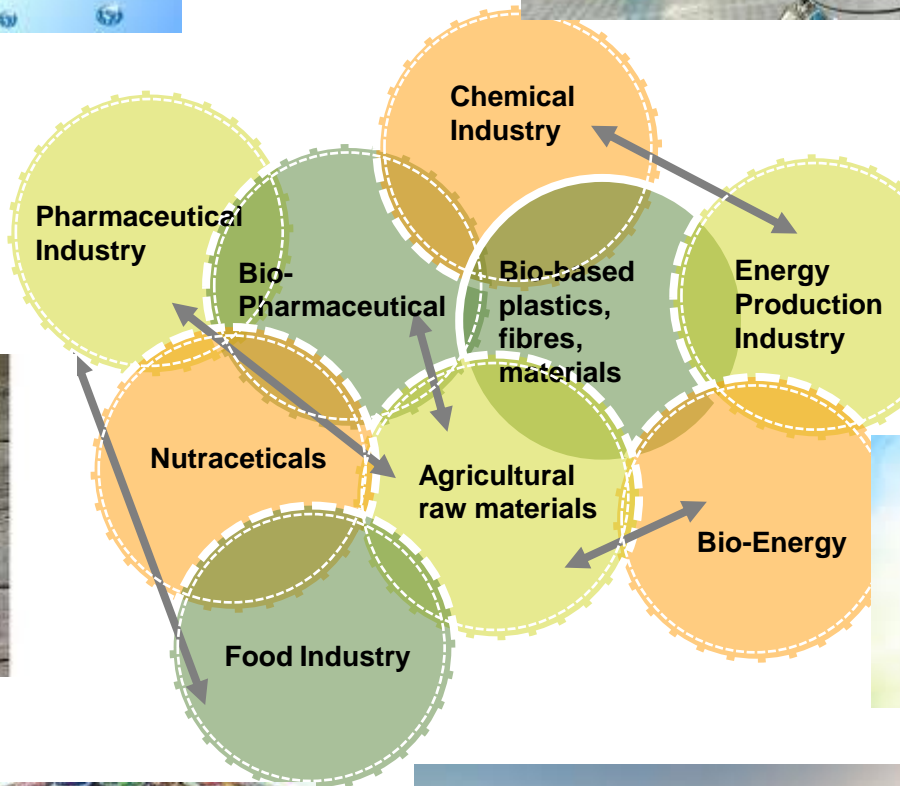 Chemical
Industry
Pharmaceutical
Industry
Bio-
Pharmaceutical
Bio-based
plastics,
fibres,
materials
Energy
Production
Industry
Nutraceticals
Agricultural
raw materials
Bio-Energy
Food Industry